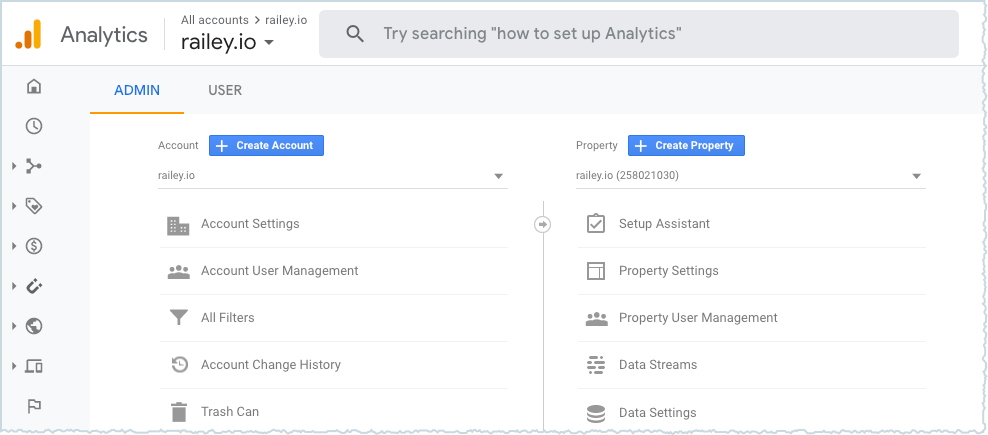 Analytics
All accounts > railey.io
railey.io
Try searching "how to set up Analytics"
ADMIN
USER
Account
Create Account
railey.io
Account Settings
Account User Management
All Filters
Account Change History
Trash Can
Property
Create Property
railey.io (258021030)
Setup Assistant
Property Settings
Property User Management
Data Streams
Data Settings